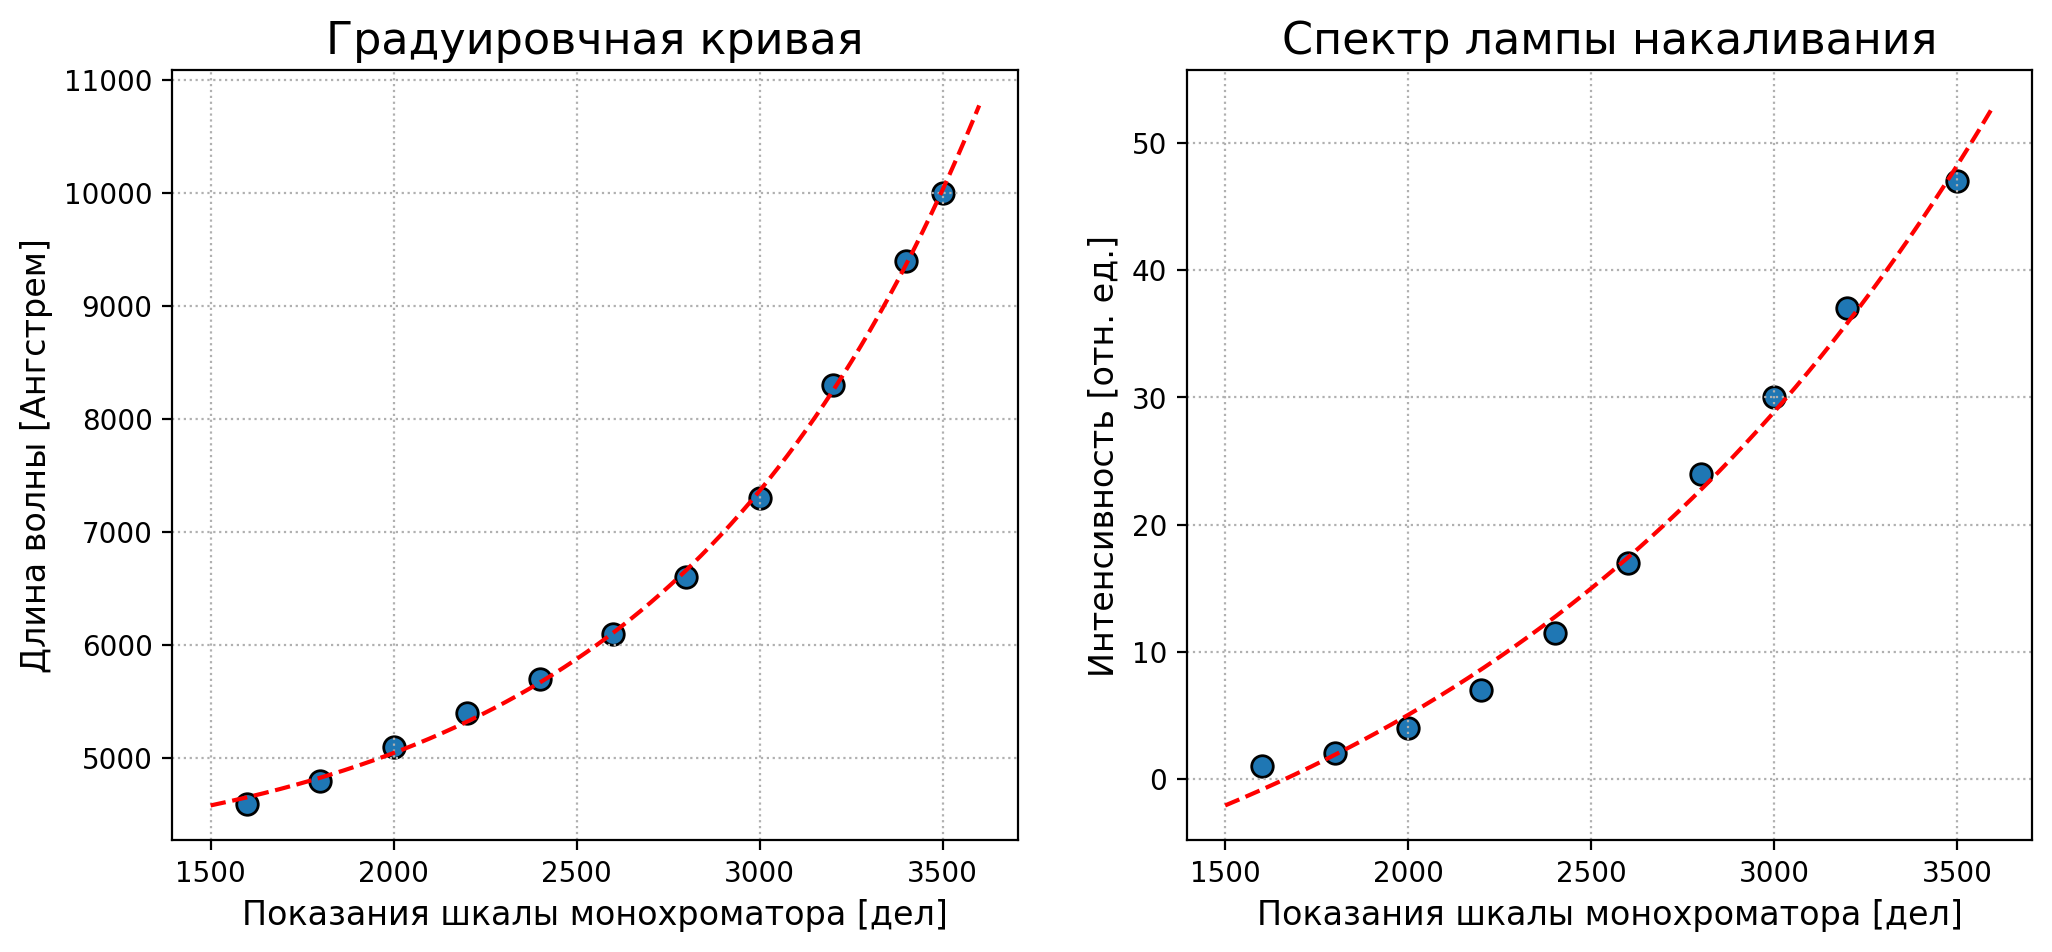 Градуировчная кривая
Длина волны [Ангстрем]
11000
10000
9000
8000
7000
6000
5000
1500 2000 2500 3000 3500
Показания шкалы монохроматора [дел]
Спектр лампы накаливания
Интенсивность [отн. ед.]
50
40
30
20
10
0
1500 2000 2500 3000 3500
Показания шкалы монохроматора [дел]